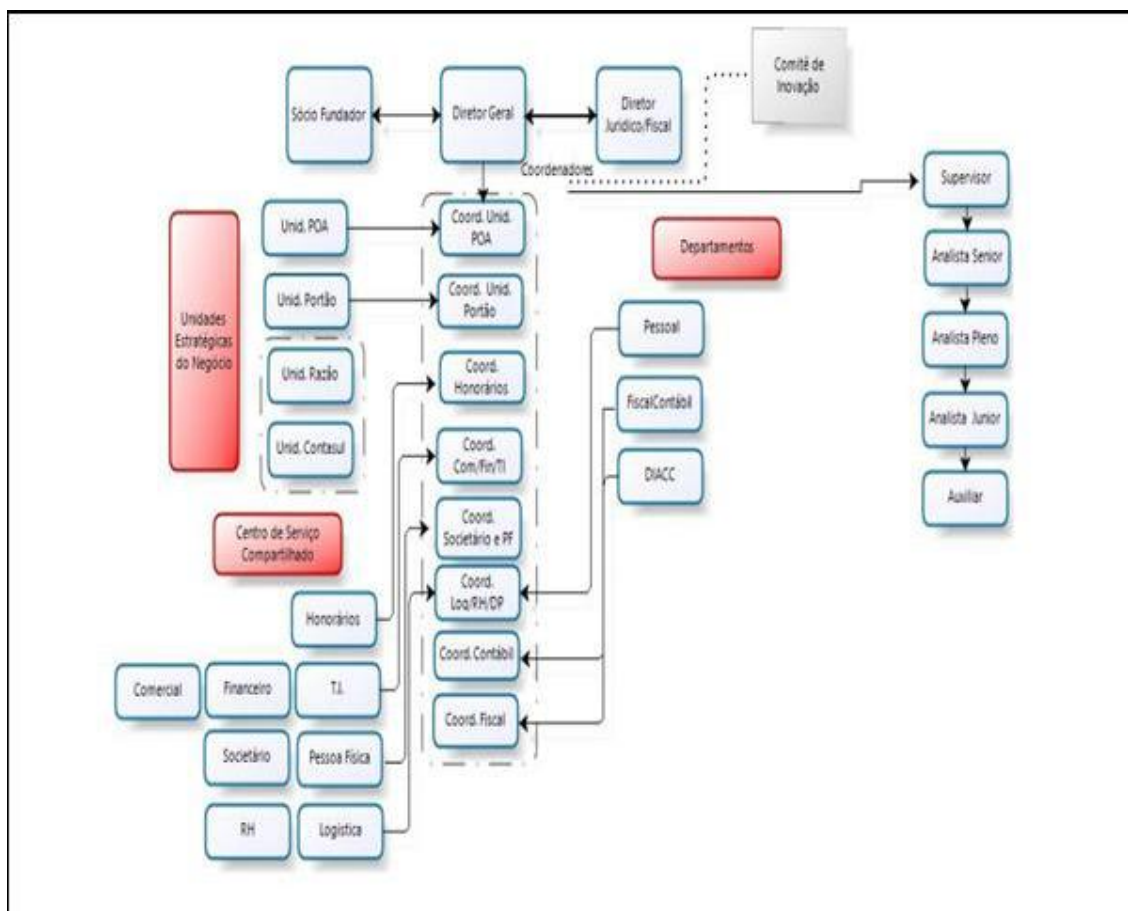 Comitê de
Inovação
Sócio Fundador
Diretor Geral
Diretor
Jurídico/Fiscal
Coordenadores
Supervisor
Unid. POA
Coord. Unid.
POA
Departamentos
Analista Senior
Unidades
Estratégicas
do Negócio
Unid. Portão
Coord. Unid.
Portão
Pessoal
Analista Pleno
Unid. Razão
Coord.
Honorários
FiscalContábil
Analista Junior
Unid. Contasul
Coord.
Com/Fin/TI
DIACC
Auxiliar
Centro de Serviço
Compartilhado
Coord.
Societário e PF
Coord.
Log/RH/DP
Honorários
Coord. Contábil
Comercial
Financeiro
T.I.
Coord. Fiscal
Societário
Pessoa Física
RH
Logística